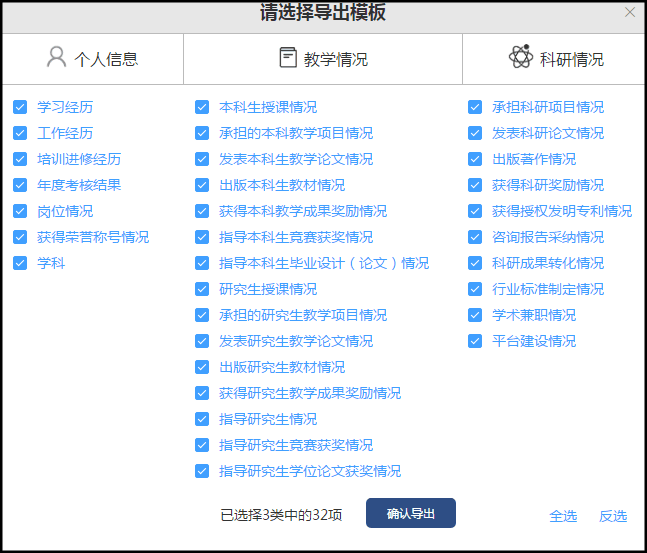 请选择导出模板
个人信息
教学情况
科研情况
学习经历
工作经历
培训进修经历
年度考核结果
岗位情况
获得荣誉称号情况
学科
本科生授课情况
承担的本科教学项目情况
发表本科生教学论文情况
出版本科生教材情况
获得本科教学成果奖励情况
指导本科生竞赛获奖情况
指导本科生毕业设计（论文）情况
研究生授课情况
承担的研究生教学项目情况
发表研究生教学论文情况
出版研究生教材情况
获得研究生教学成果奖励情况
指导研究生情况
指导研究生竞赛获奖情况
指导研究生学位论文获奖情况
承担科研项目情况
发表科研论文情况
出版著作情况
获得科研奖励情况
获得授权发明专利情况
咨询报告采纳情况
科研成果转化情况
行业标准制定情况
学术兼职情况
平台建设情况
已选择3类中的32项
确认导出
全选
反选